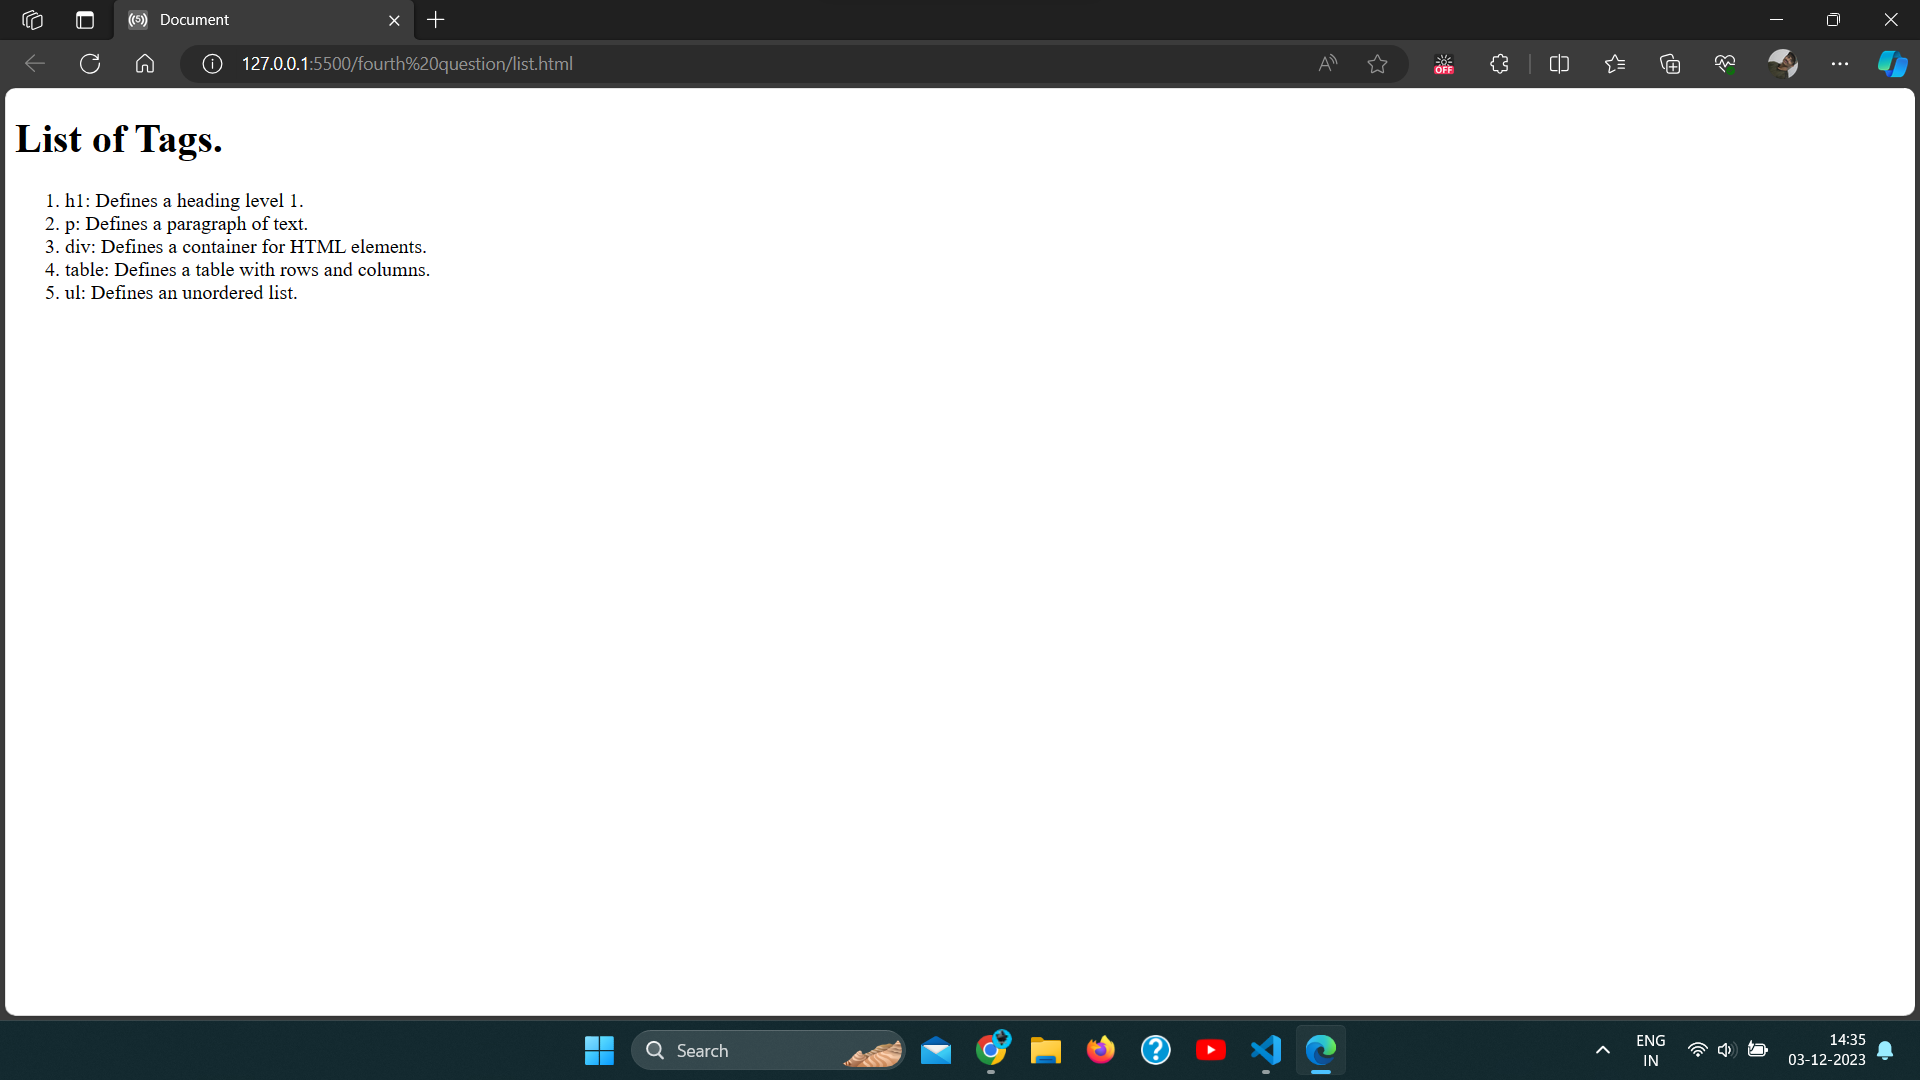 Document
127.0.0.1:5500/fourth%20question/list.html
OFF
List of Tags.
1. h1: Defines a heading level 1.
2. p: Defines a paragraph of text.
3. div: Defines a container for HTML elements.
4. table: Defines a table with rows and columns.
5. ul: Defines an unordered list.
Search
ENG
IN
14:35
03-12-2023